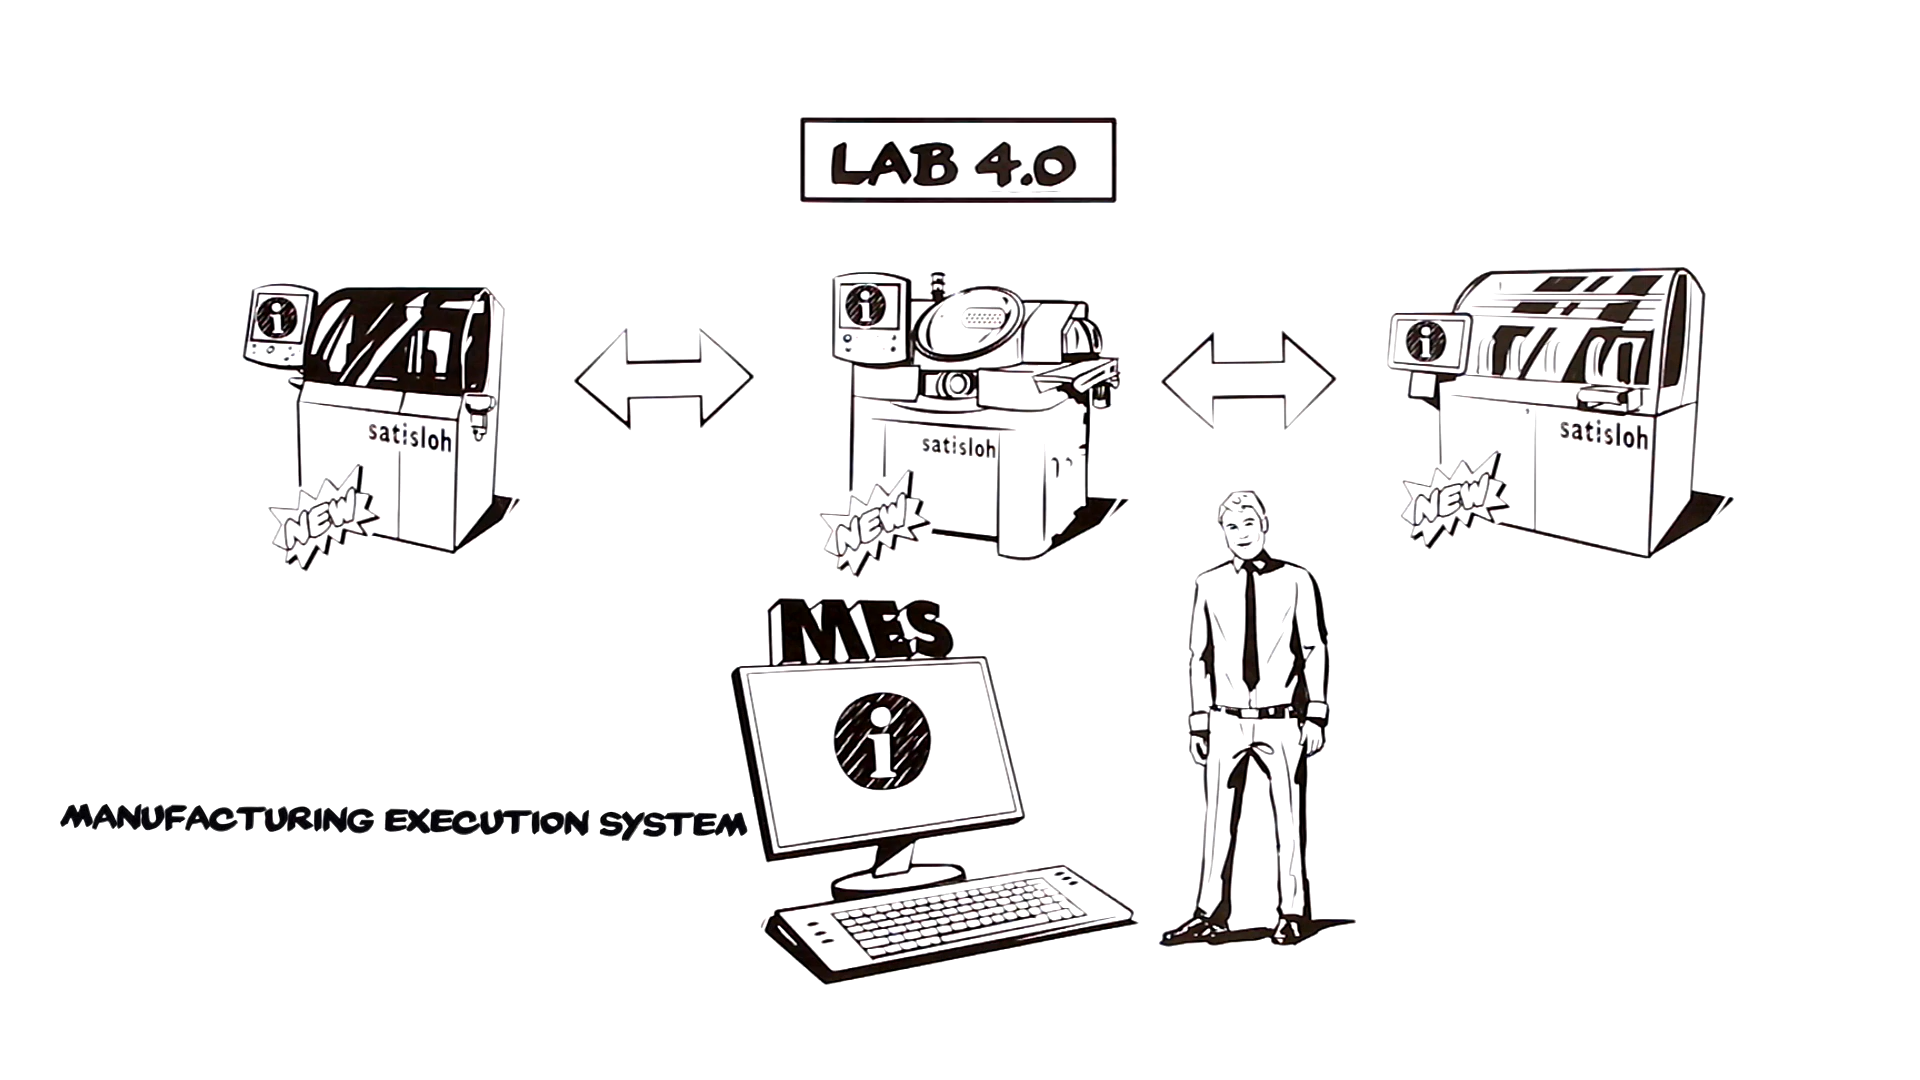 LAB 4.0
i
i
i
satisloh
satisloh
satisloh
NEW
NEW
NEW
MES
i
MANUFACTURING EXECUTION SYSTEM